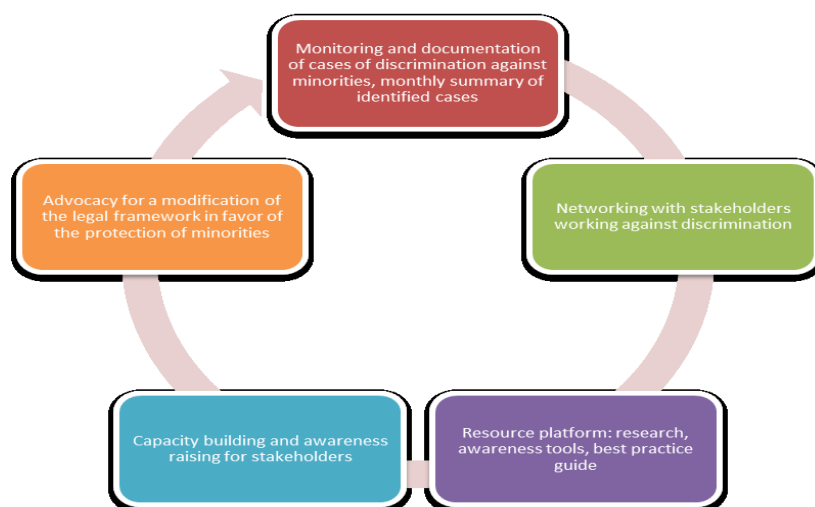 Monitoring and documentation
of cases of discrimination against
minorities, monthly summary of
identified cases
Networking with stakeholders
working against discrimination
Resource platform: research,
awareness tools, best practice
guide
Capacity building and awareness
raising for stakeholders
Advocacy for a modification of
the legal framework in favor of
the protection of minorities